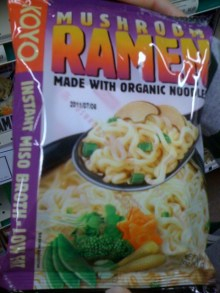 KOYO
MUSHROOM
RAMEN
MADE WITH ORGANIC NOODLES
INSTANT MISO BROTH • LOW FAT